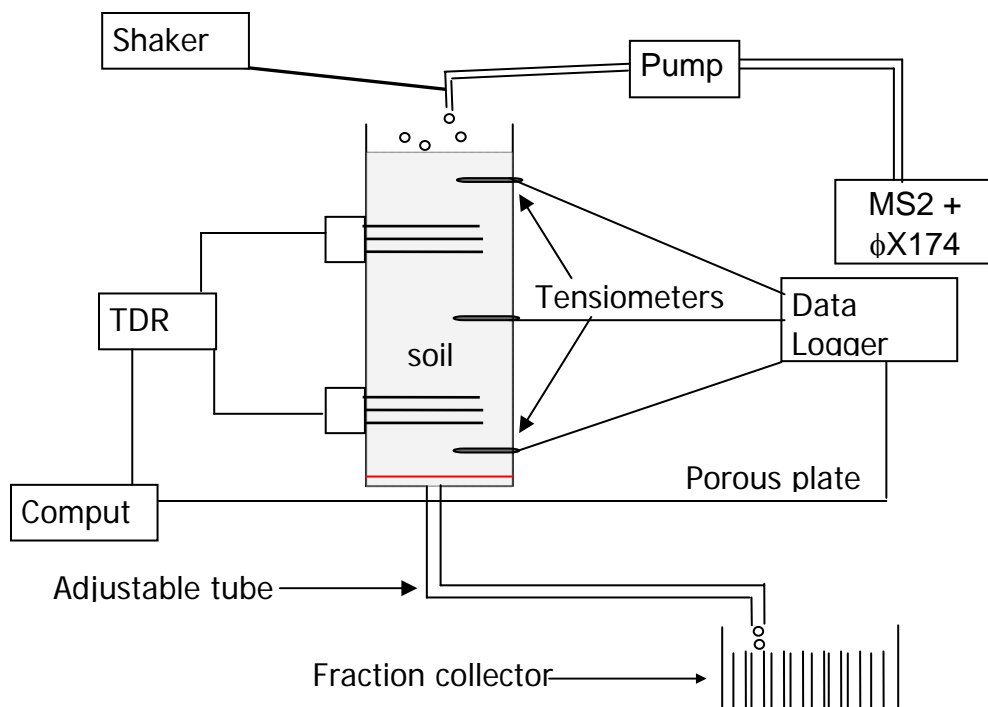 Shaker
Pump
MS2 +
ϕX174
Tensiometers
Data
Logger
TDR
soil
Porous plate
Comput
Adjustable tube
Fraction collector